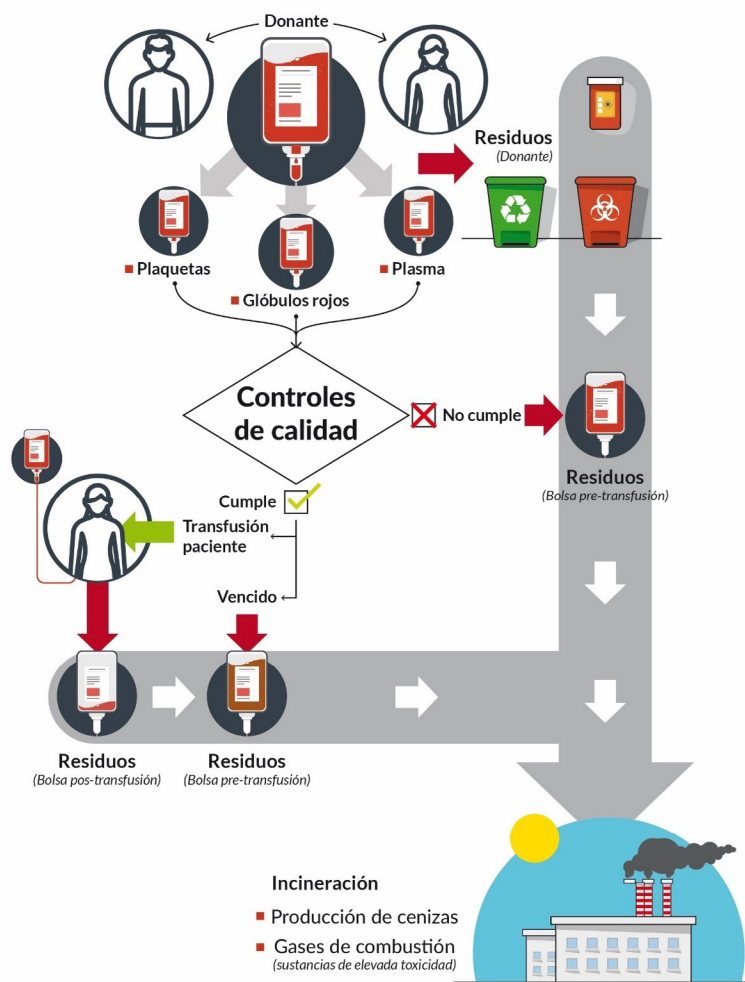 Donante
Residuos
(Donante)
Plaquetas
Glóbulos rojos
Plasma
Controles
de calidad
No cumple
Residuos
(Bolsa pre-transfusión)
Cumple
Transfusión
paciente
Vencido
Residuos
(Bolsa pos-transfusión)
Residuos
(Bolsa pre-transfusión)
Incineración
Producción de cenizas
Gases de combustión
(sustancias de elevada toxicidad)